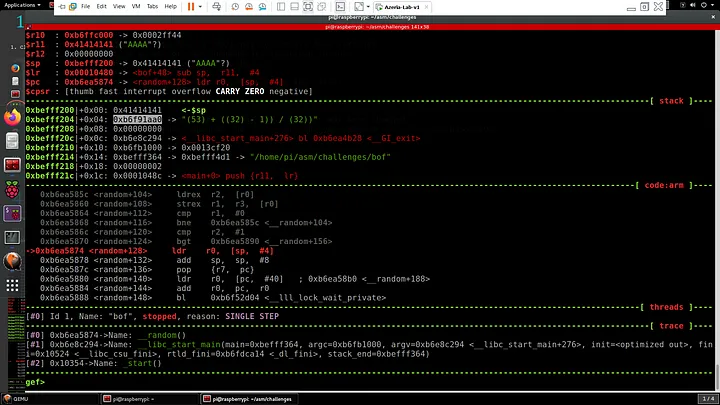 Applications
VMs
Tabs
Help
Azeria-Lab-v1
pi@raspberrypi: ~/asm/challenges
pi@raspberrypi: ~/asm/challenges 141x38
$r10 : 0xb6ffc000 -> 0x0002ff44
$r11 : 0x41414141 ("AAAA"?)
$r12 : 0x00000000
$sp : 0xbefff200 -> 0x41414141 ("AAAA"?)
$lr : 0x00010480 -> <bof+48> sub sp, r11, #4
$pc : 0xb6ea5874 -> <random+128> ldr r0, [sp, #4]
$cpsr : [thumb fast interrupt overflow CARRY ZERO negative]
[ stack ]
0xbefff200|+0x00: 0x41414141 <-$sp
0xbefff204|+0x04: 0xb6f91aa0 -> "(53) + ((32) - 1)) / (32))"
0xbefff208|+0x08: 0x00000000
0xbefff20c|+0x0c: 0xb6e8c294 -> <__libc_start_main+276> bl 0xb6ea4b28 <__GI_exit>
0xbefff210|+0x10: 0xb6fb1000 -> 0x0013cf20
0xbefff214|+0x14: 0xbefff364 -> 0xbefff4d1 -> "/home/pi/asm/challenges/bof"
0xbefff218|+0x18: 0x00000002
0xbefff21c|+0x1c: 0x0001048c -> <main+0> push {r11, lr}
[ code:arm ]
0xb6ea585c <random+104> ldrex r2, [r0]
0xb6ea5860 <random+108> strex r1, r3, [r0]
0xb6ea5864 <random+112> cmp r1, #0
0xb6ea5868 <random+116> bne 0xb6ea585c <__random+104>
0xb6ea586c <random+120> cmp r2, #1
0xb6ea5870 <random+124> bgt 0xb6ea5890 <__random+156>
->0xb6ea5874 <random+128> ldr r0, [sp, #4]
0xb6ea5878 <random+132> add sp, sp, #8
0xb6ea587c <random+136> pop {r7, pc}
0xb6ea5880 <random+140> ldr r0, [pc, #40] ; 0xb6ea58b0 <__random+188>
0xb6ea5884 <random+144> add r0, pc, r0
0xb6ea5888 <random+148> bl 0xb6f52d04 <__lll_lock_wait_private>
[ threads ]
[#0] Id 1, Name: "bof", stopped, reason: SINGLE STEP
[ trace ]
[#0] 0xb6ea5874->Name: __random()
[#1] 0xb6e8c294->Name: __libc_start_main(main=0xbefff364, argc=0xb6fb1000, argv=0xb6e8c294 <__libc_start_main+276>, init=<optimized out>, fi
ni=0x10524 <__libc_csu_fini>, rtld_fini=0xb6fdca14 <_dl_fini>, stack_end=0xbefff364)
[#2] 0x10354->Name: _start()
gef>
QEMU
pi@raspberrypi: ~
pi@raspberrypi: ~/asm/challenges
1 / 4